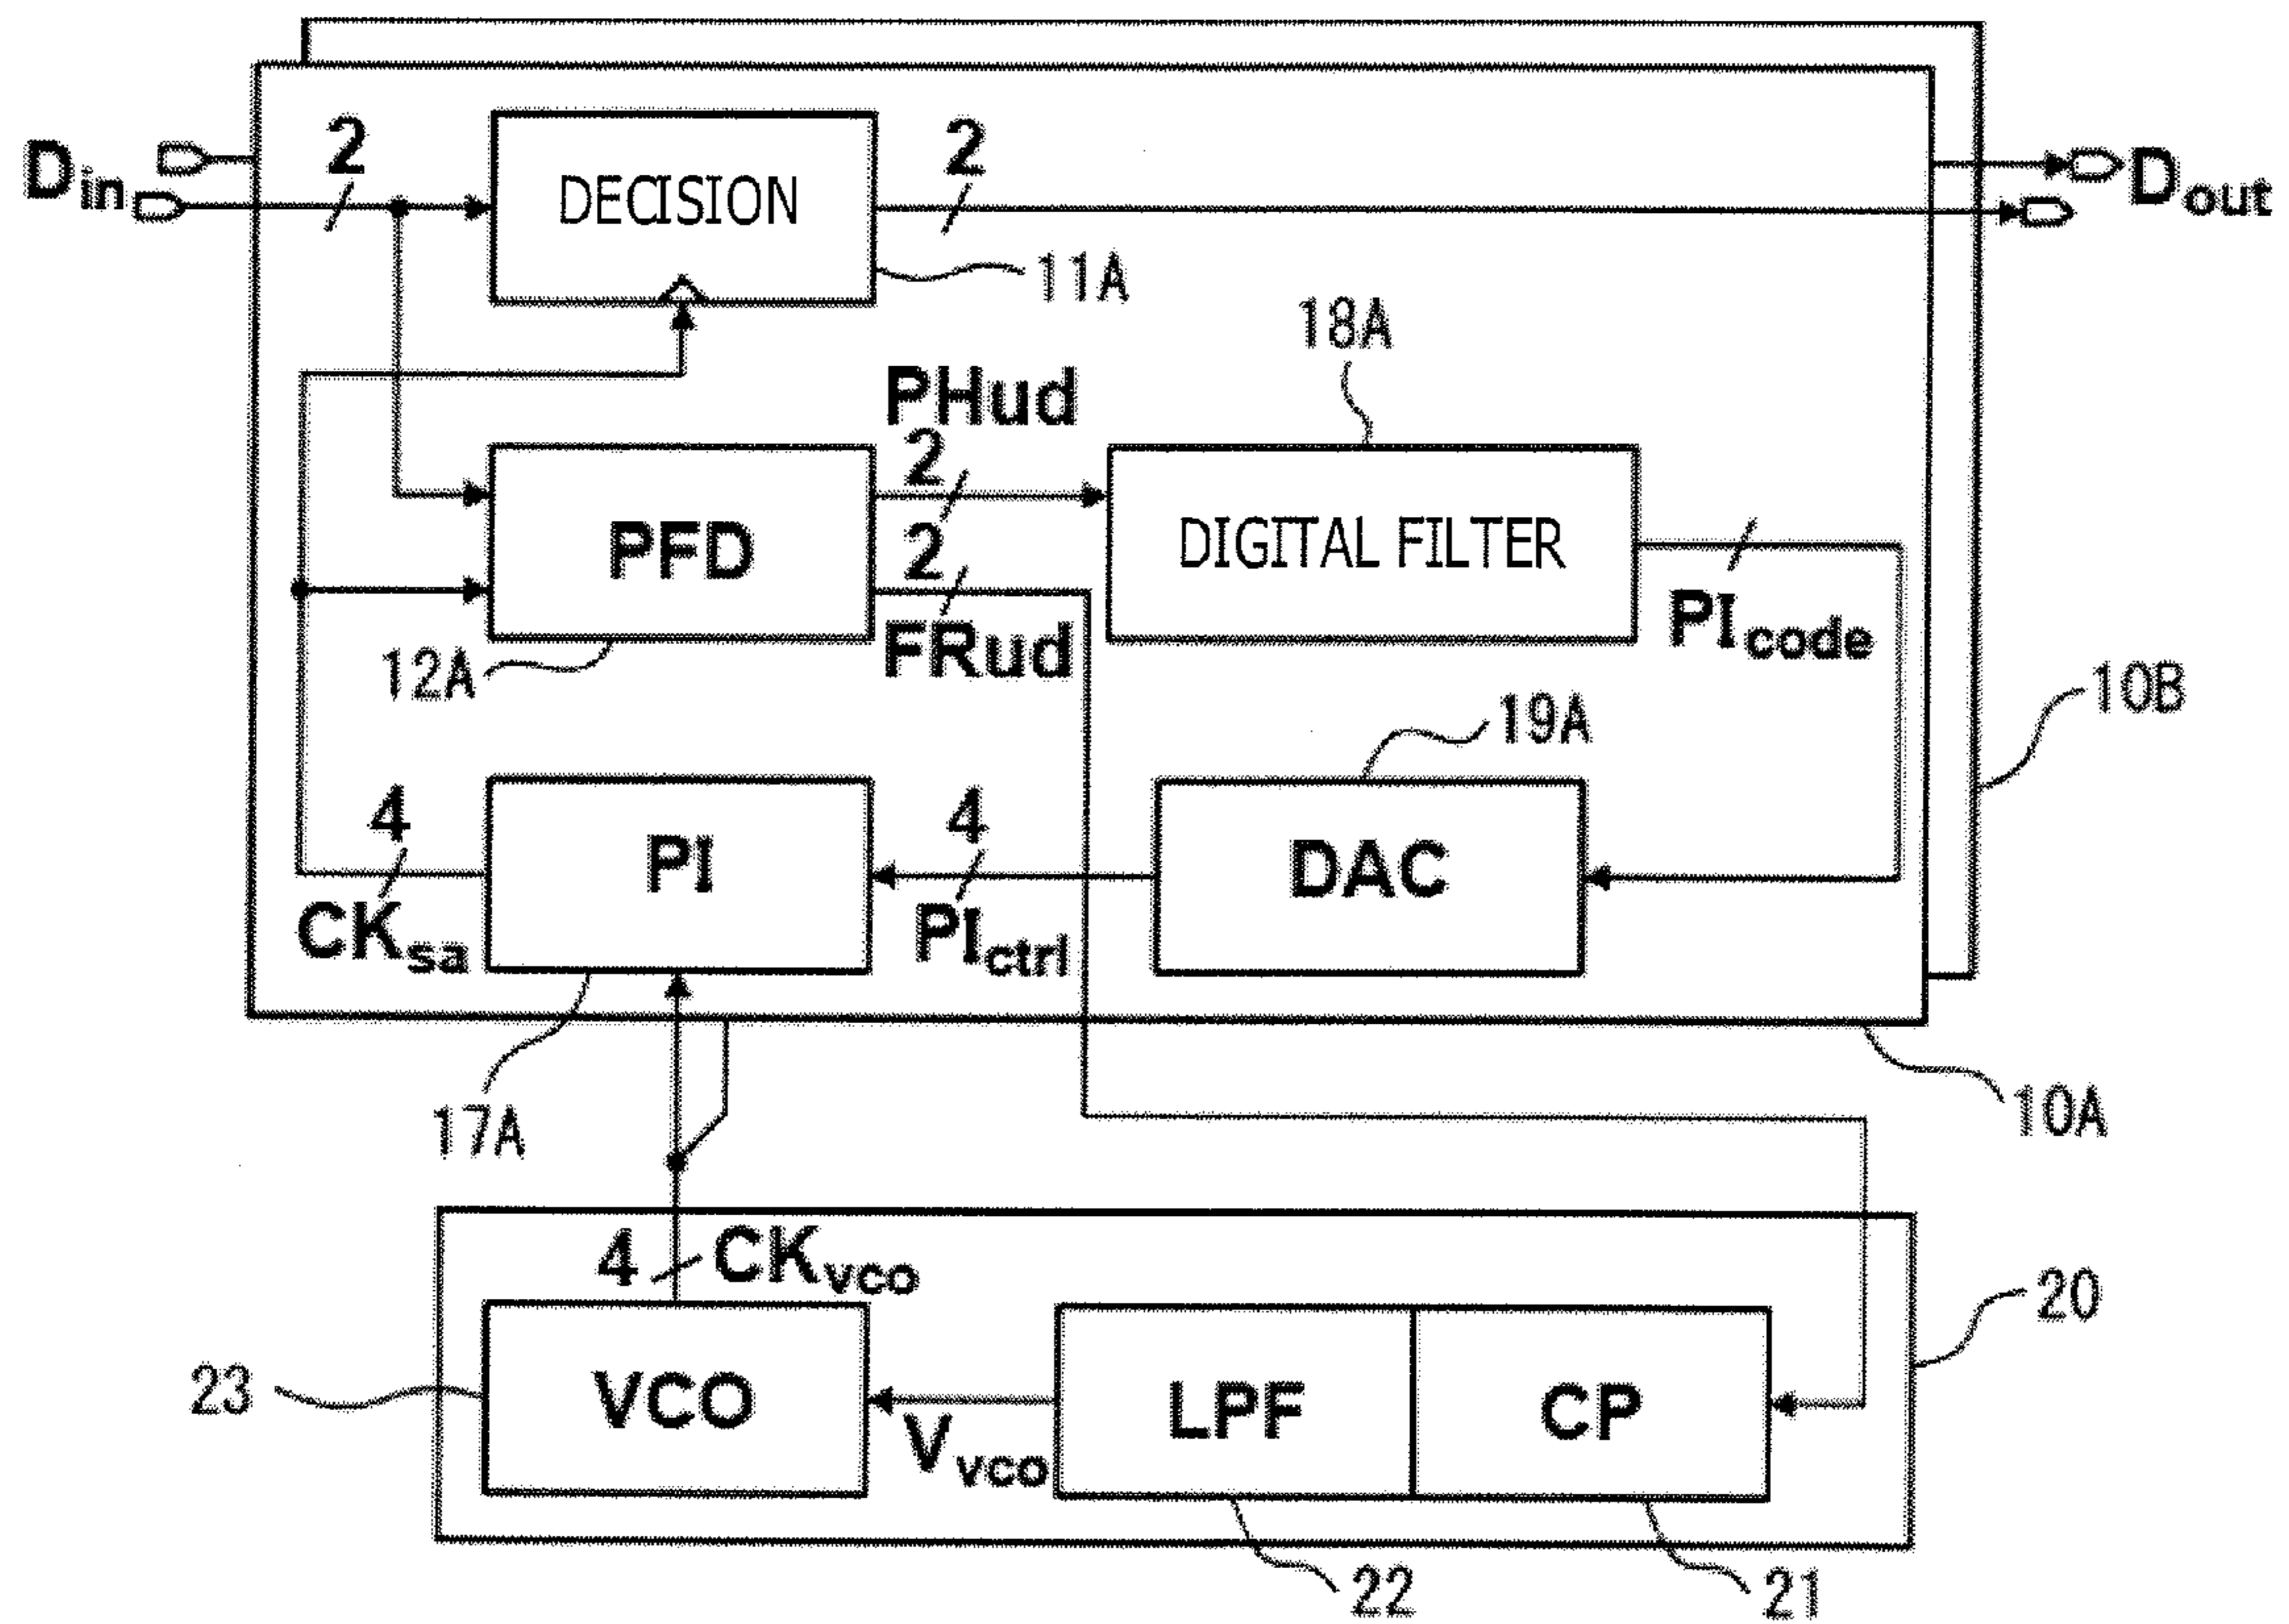 Din
2
DECISION
2
Dout
11A
18A
PHud
2
PFD
2
FRud
DIGITAL FILTER
PIcode
12A
10B
19A
4
CKsa
PI
4
PIctrl
DAC
17A
10A
4
CKvco
20
23
VCO
Vvco
LPF
CP
22
21